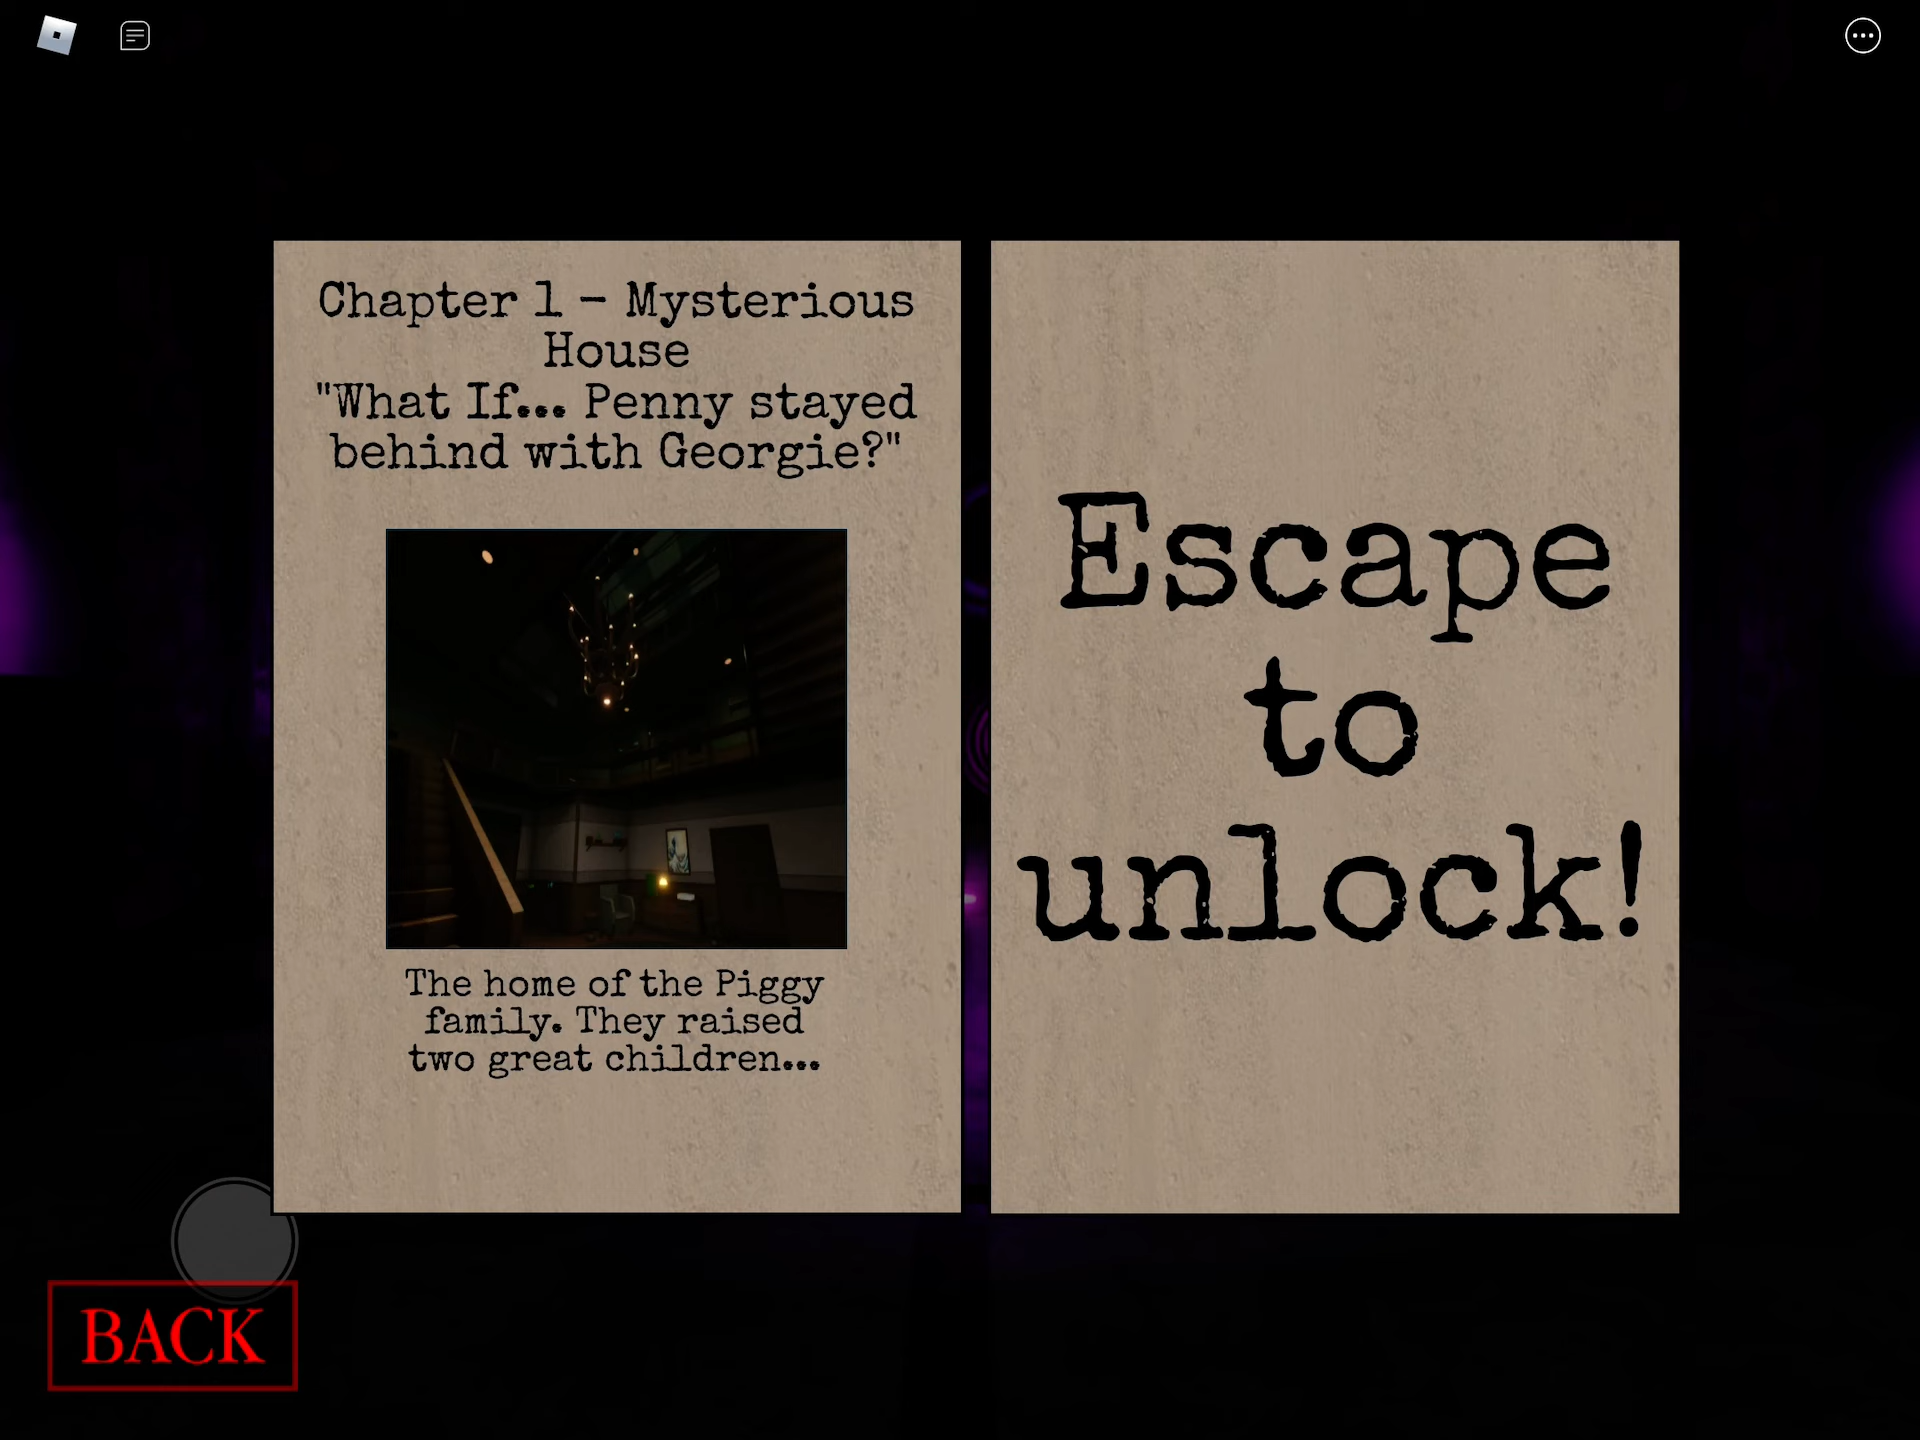 Chapter 1 - Mysterious
House
"What If... Penny stayed
behind with Georgie?"
The home of the Piggy
family. They raised
two great children...
Escape
to
unlock!
BACK